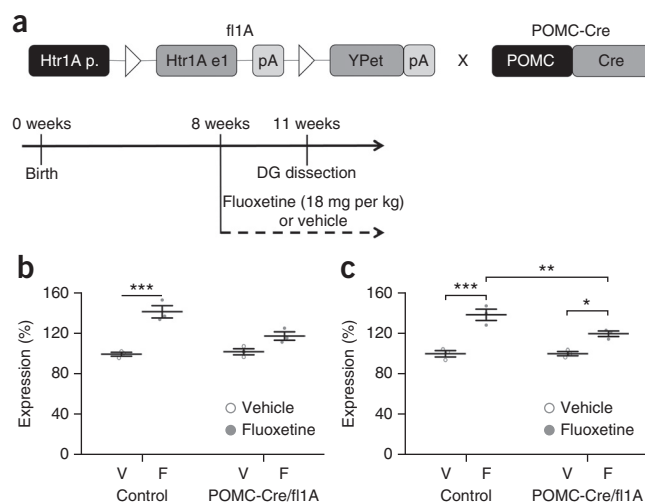 a
fl1A
POMC-Cre
Htr1A p.
Htr1A e1
pA
YPet
pA
X
POMC
Cre
0 weeks
8 weeks
11 weeks
Birth
DG dissection
Fluoxetine (18 mg per kg)
or vehicle
b
Expression (%)
160
120
80
40
0
***
Vehicle
Fluoxetine
V F V F
Control POMC-Cre/fl1A
c
Expression (%)
160
120
80
40
0
**
***
*
Vehicle
Fluoxetine
V F V F
Control POMC-Cre/fl1A